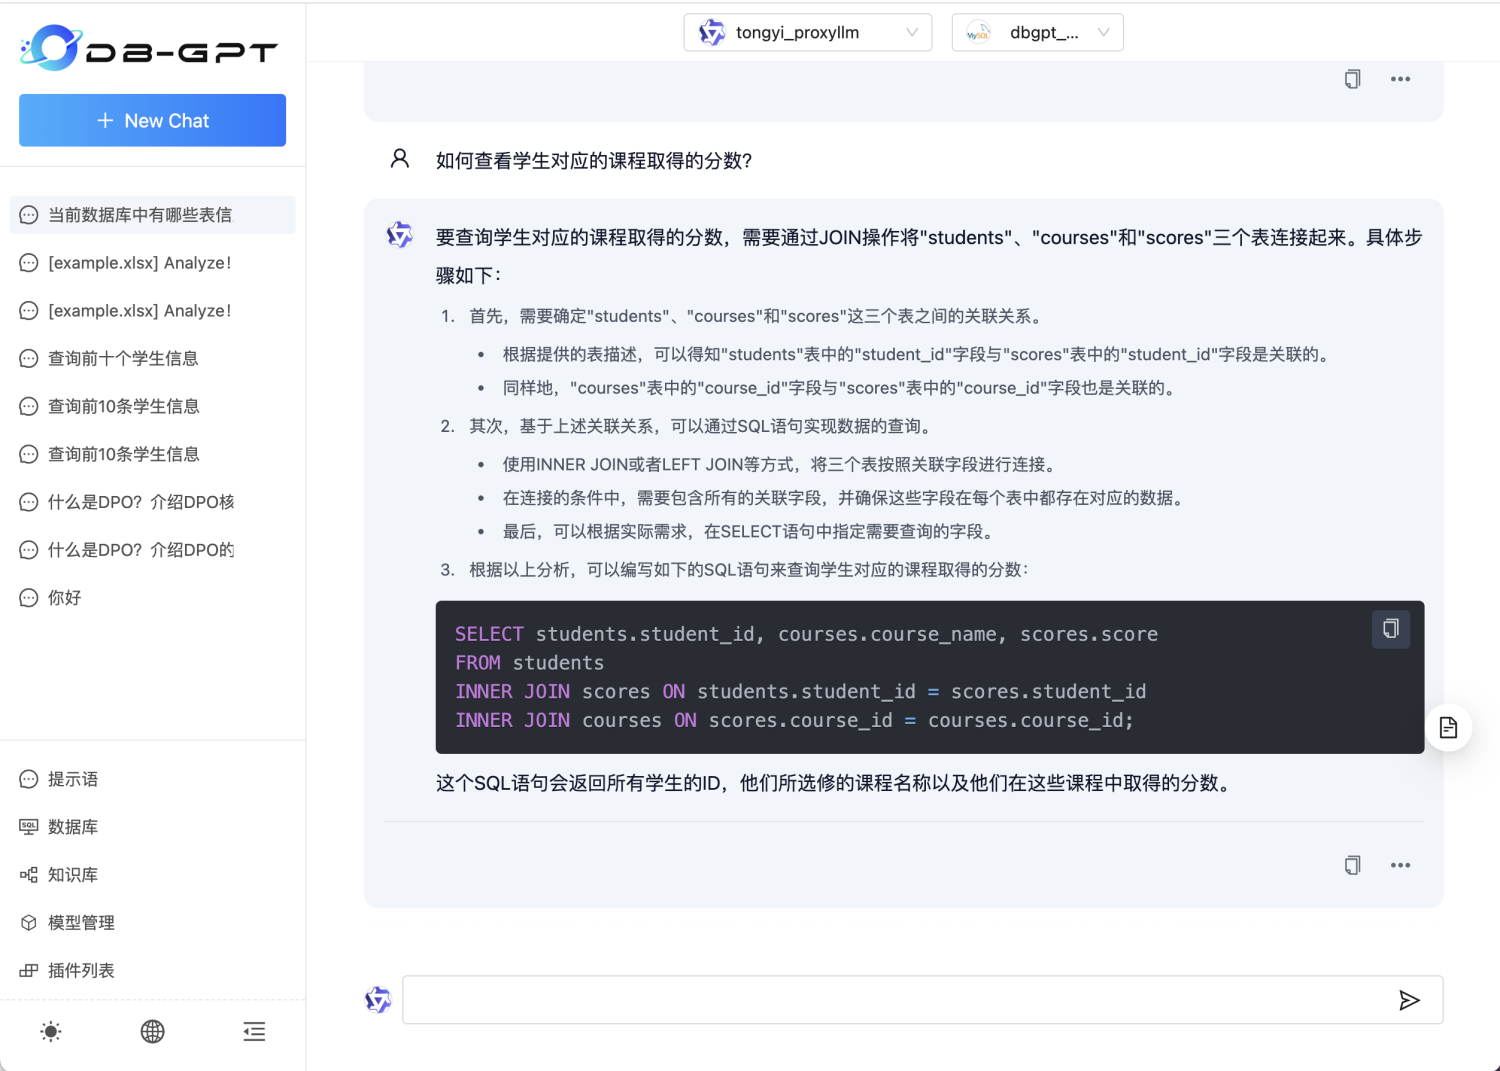 DB-GPT
+ New Chat
当前数据库中有哪些表信
[example.xlsx] Analyze!
[example.xlsx] Analyze!
查询前十个学生信息
查询前10条学生信息
查询前10条学生信息
什么是DPO？介绍DPO核
什么是DPO？介绍DPO的
你好
提示语
数据库
知识库
模型管理
插件列表
tongyi_proxyllm
MySQL dbgpt_...
如何查看学生对应的课程取得的分数?
要查询学生对应的课程取得的分数，需要通过JOIN操作将"students"、"courses"和"scores"三个表连接起来。具体步
骤如下：
1. 首先，需要确定"students"、"courses"和"scores"这三个表之间的关联关系。
• 根据提供的表描述，可以得知"students"表中的"student_id"字段与"scores"表中的"student_id"字段是关联的。
• 同样地，"courses"表中的"course_id"字段与"scores"表中的"course_id"字段也是关联的。
2. 其次，基于上述关联关系，可以通过SQL语句实现数据的查询。
• 使用INNER JOIN或者LEFT JOIN等方式，将三个表按照关联字段进行连接。
• 在连接的条件中，需要包含所有的关联字段，并确保这些字段在每个表中都存在对应的数据。
• 最后，可以根据实际需求，在SELECT语句中指定需要查询的字段。
3. 根据以上分析，可以编写如下的SQL语句来查询学生对应的课程取得的分数：
SELECT students.student_id, courses.course_name, scores.score
FROM students
INNER JOIN scores ON students.student_id = scores.student_id
INNER JOIN courses ON scores.course_id = courses.course_id;
这个SQL语句会返回所有学生的ID，他们所选修的课程名称以及他们在这些课程中取得的分数。